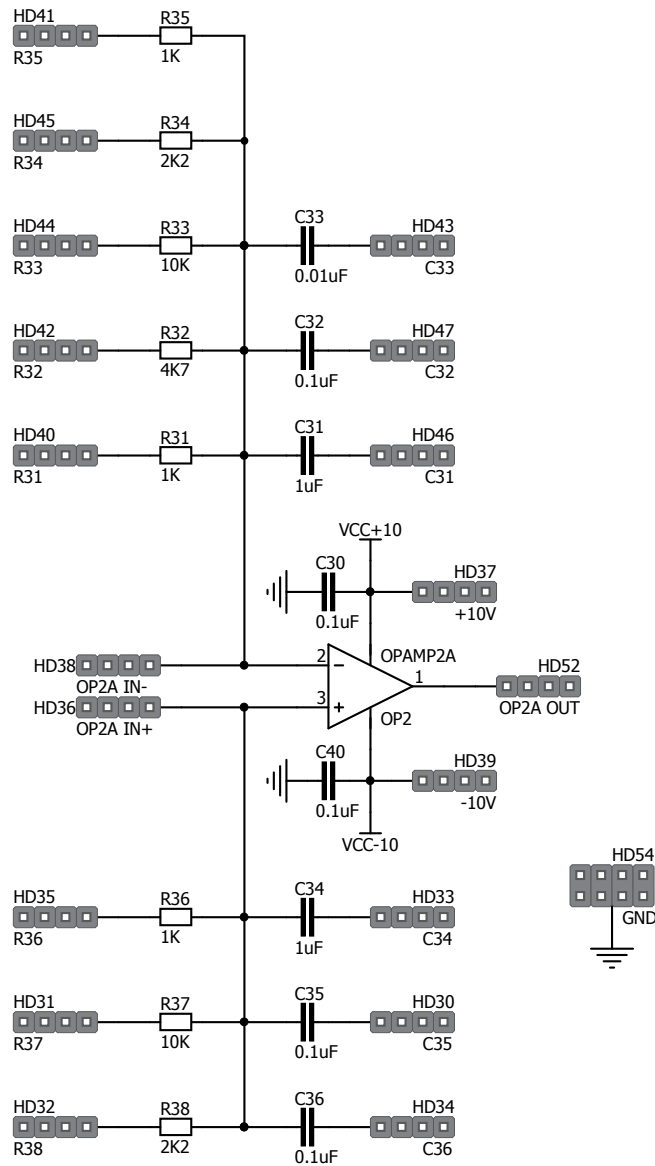 HD41 R35
R35 1K
HD45 R34
R34 2K2
HD44 R33 C33 HD43
R33 10K 0.01uF C33
HD42 R32 C32 HD47
R32 4K7 0.1uF C32
HD40 R31 C31 HD46
R31 1K 1uF C31
VCC+10
C30 HD37
0.1uF +10V
HD38 2 − OPAMP2A HD52
OP2A IN- 1
HD36 3 + OP2A OUT
OP2A IN+ OP2
C40 HD39
0.1uF -10V
VCC-10
HD54
HD35 R36 C34 HD33 GND
R36 1K 1uF C34
HD31 R37 C35 HD30
R37 10K 0.1uF C35
HD32 R38 C36 HD34
R38 2K2 0.1uF C36